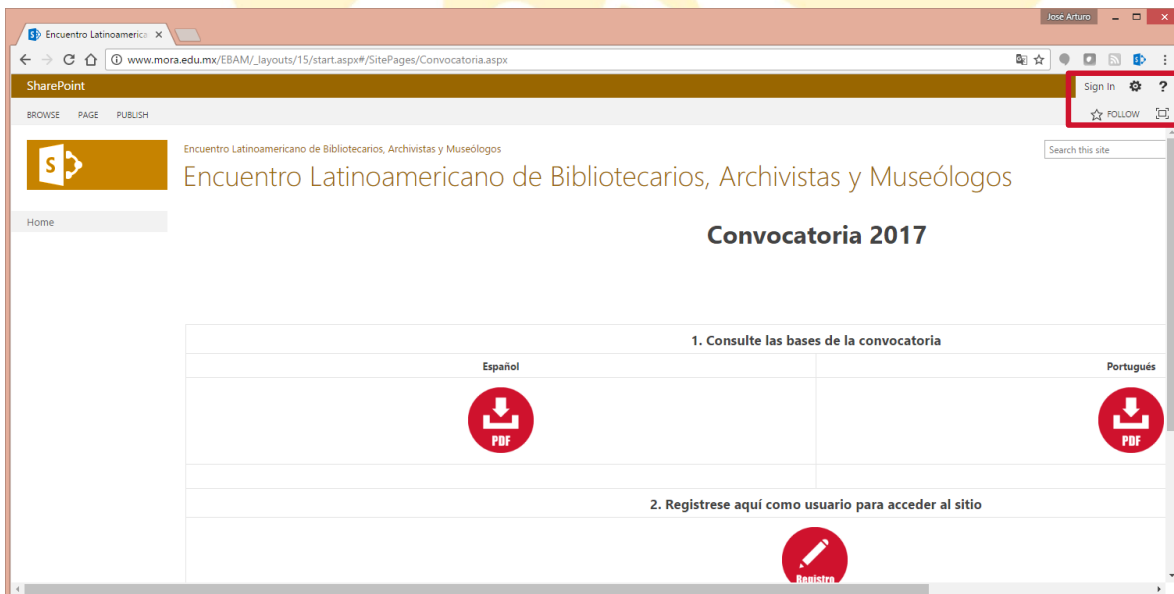 Jose Arturo
Encuentro Latinoamerica
www.mora.edu.mx/EBAM/_layouts/15/start.aspx#/SitePages/Convocatoria.aspx
SharePoint
Sign In ?
BROWSE PAGE PUBLISH
FOLLOW
S
Encuentro Latinoamericano de Bibliotecarios, Archivistas y Museólogos
Search this site
Encuentro Latinoamericano de Bibliotecarios, Archivistas y Museólogos
Home
Convocatoria 2017
1. Consulte las bases de la convocatoria
Español Portugués
PDF PDF
2. Registrese aquí como usuario para acceder al sitio
Registro